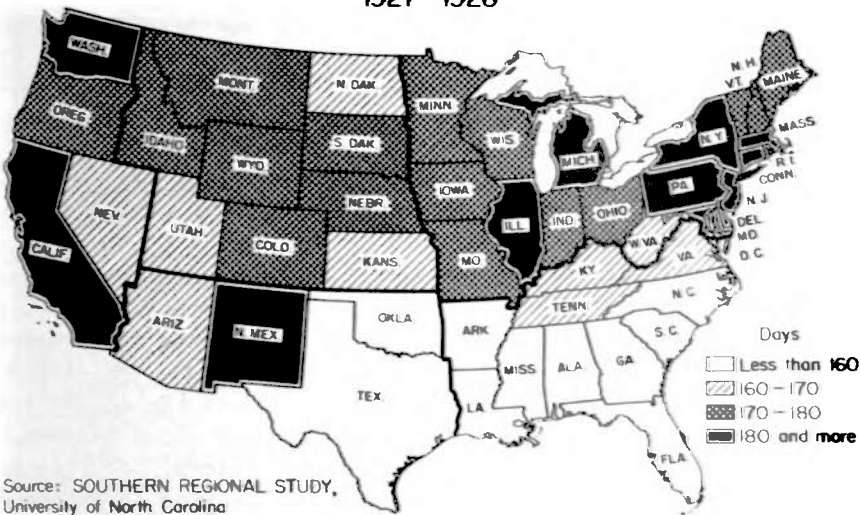 1927-1928
WASH.
OREG
CALIF
NEV.
IDAHO
MONT.
WYO
UTAH
ARIZ
COLO
N. MEX
N. DAK
S. DAK
NEBR.
KANS.
OKLA
TEX.
MINN
IOWA
MO
ARK
LA.
WIS.
ILL
MICH.
IND.
OHIO
KY
TENN.
MISS.
ALA.
GA.
FLA.
S.C.
N.C.
VA.
W.VA.
PA.
N.Y.
N.H.
VT.
MAINE
MASS.
R.I.
CONN.
N.J.
DEL.
MD.
D.C.
Days
Less than 160
160-170
170-180
180 and more
Source: SOUTHERN REGIONAL STUDY,
University of North Carolina